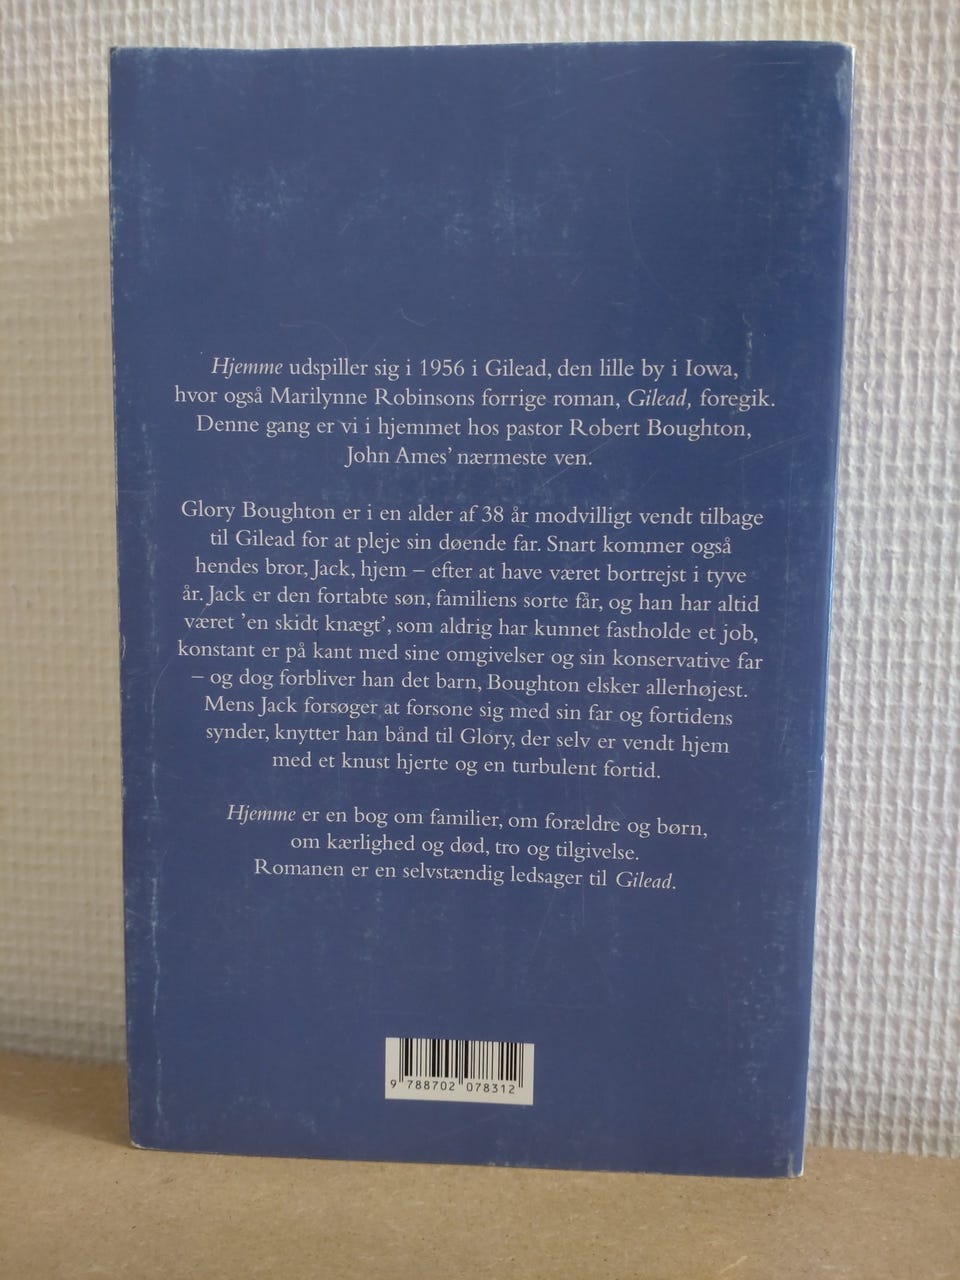 Hjemme udspiller sig i 1956 i Gilead, den lille by i Iowa,
hvor også Marilynne Robinsons forrige roman, Gilead, foregik.
Denne gang er vi i hjemmet hos pastor Robert Boughton,
John Ames’ nærmeste ven.
Glory Boughton er i en alder af 38 år modvilligt vendt tilbage
til Gilead for at pleje sin døende far. Snart kommer også
hendes bror, Jack, hjem – efter at have været bortrejst i tyve
år. Jack er den fortabte søn, familiens sorte får, og han har altid
været ’en skidt knægt’, som aldrig har kunnet fastholde et job,
konstant er på kant med sine omgivelser og sin konservative far
– og dog forbliver han det barn, Boughton elsker allerhøjest.
Mens Jack forsøger at forsone sig med sin far og fortidens
synder, knytter han bånd til Glory, der selv er vendt hjem
med et knust hjerte og en turbulent fortid.
Hjemme er en bog om familier, om forældre og børn,
om kærlighed og død, tro og tilgivelse.
Romanen er en selvstændig ledsager til Gilead.
9 788702 078312